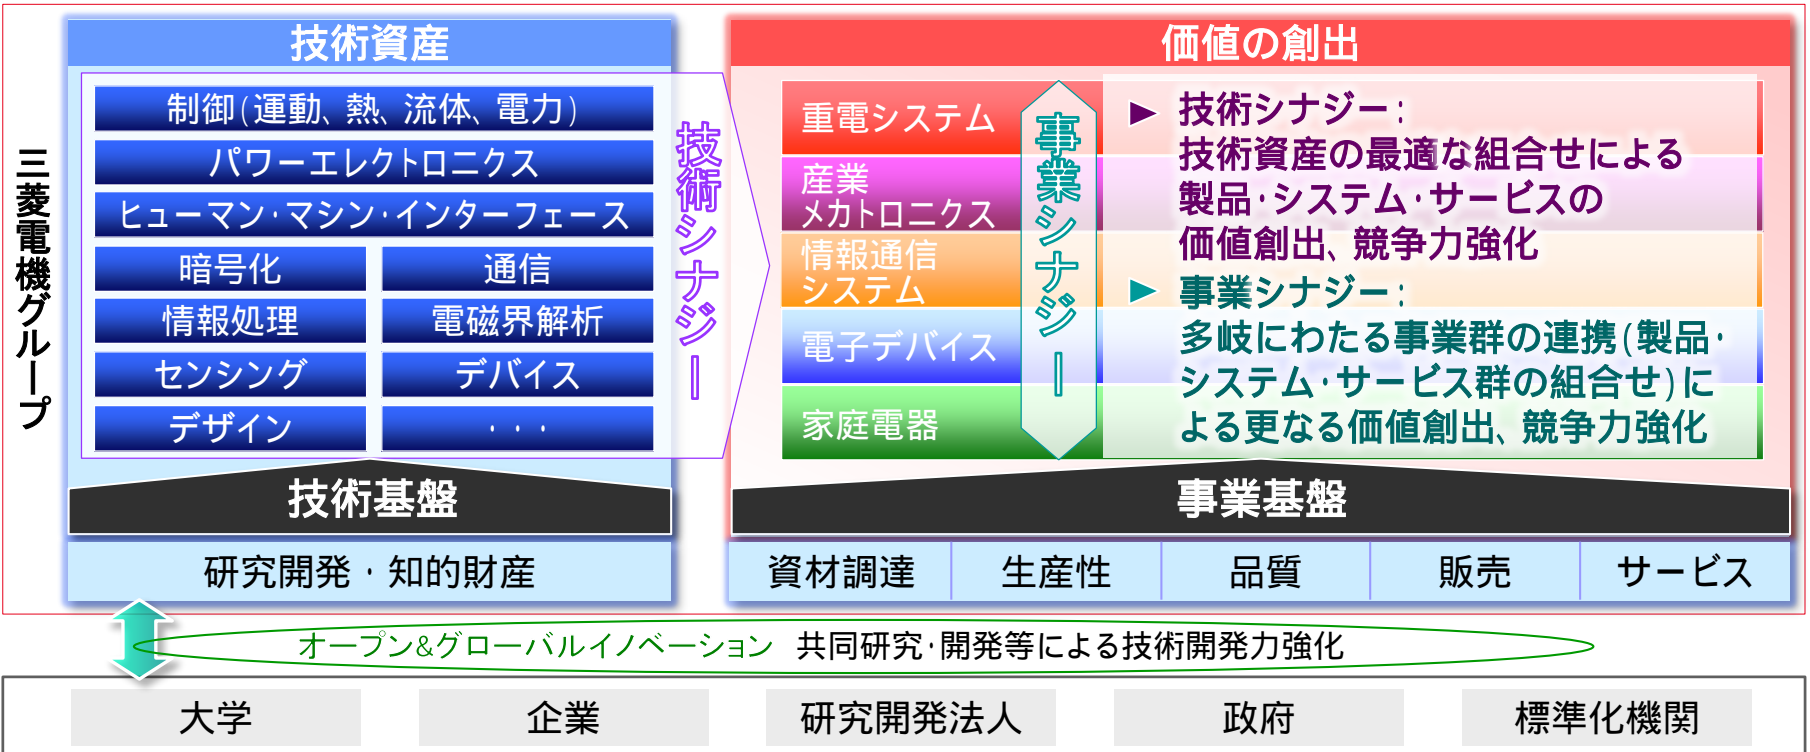 三菱電機グループ
技術資産
制御(運動、熱、流体、電力)
パワーエレクトロニクス
ヒューマン・マシン・インターフェース
暗号化
通信
情報処理
電磁界解析
センシング
デバイス
デザイン
・・・
技術シナジー
技術基盤
研究開発・知的財産
価値の創出
重電システム
産業
メカトロニクス
情報通信
システム
電子デバイス
家庭電器
事業シナジー
技術シナジー:
技術資産の最適な組合せによる
製品・システム・サービスの
価値創出、競争力強化
事業シナジー:
多岐にわたる事業群の連携(製品・
システム・サービス群の組合せ)に
よる更なる価値創出、競争力強化
事業基盤
資材調達
生産性
品質
販売
サービス
オープン&グローバルイノベーション 共同研究・開発等による技術開発力強化
大学
企業
研究開発法人
政府
標準化機関